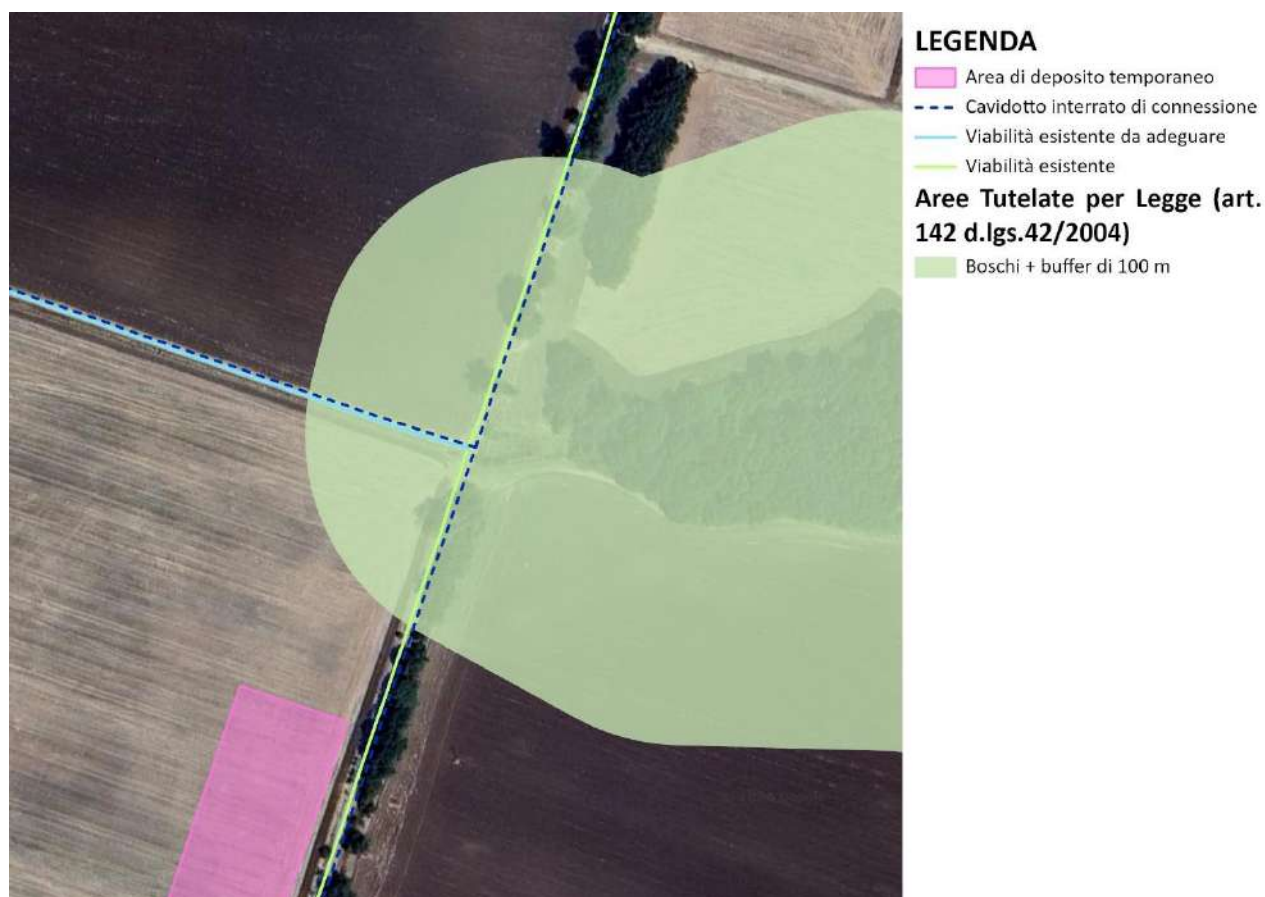 LEGENDA
Area di deposito temporaneo
Cavidotto interrato di connessione
Viabilità esistente da adeguare
Viabilità esistente
Aree Tutelate per Legge (art.
142 d.lgs.42/2004)
Boschi + buffer di 100 m